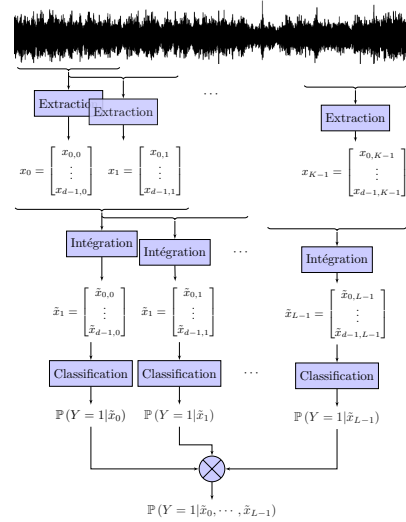 Extraction Extraction ... Extraction
x_0 = [x_{0,0} ⋮ x_{d−1,0}] x_1 = [x_{0,1} ⋮ x_{d−1,1}] x_{K−1} = [x_{0,K−1} ⋮ x_{d−1,K−1}]
Intégration Intégration ... Intégration
x̃_1 = [x̃_{0,0} ⋮ x̃_{d−1,0}] x̃_1 = [x̃_{0,1} ⋮ x̃_{d−1,1}] x̃_{L−1} = [x̃_{0,L−1} ⋮ x̃_{d−1,L−1}]
Classification Classification ... Classification
ℙ(Y = 1|x̃_0) ℙ(Y = 1|x̃_1) ℙ(Y = 1|x̃_{L−1})
ℙ(Y = 1|x̃_0, ⋯ , x̃_{L−1})